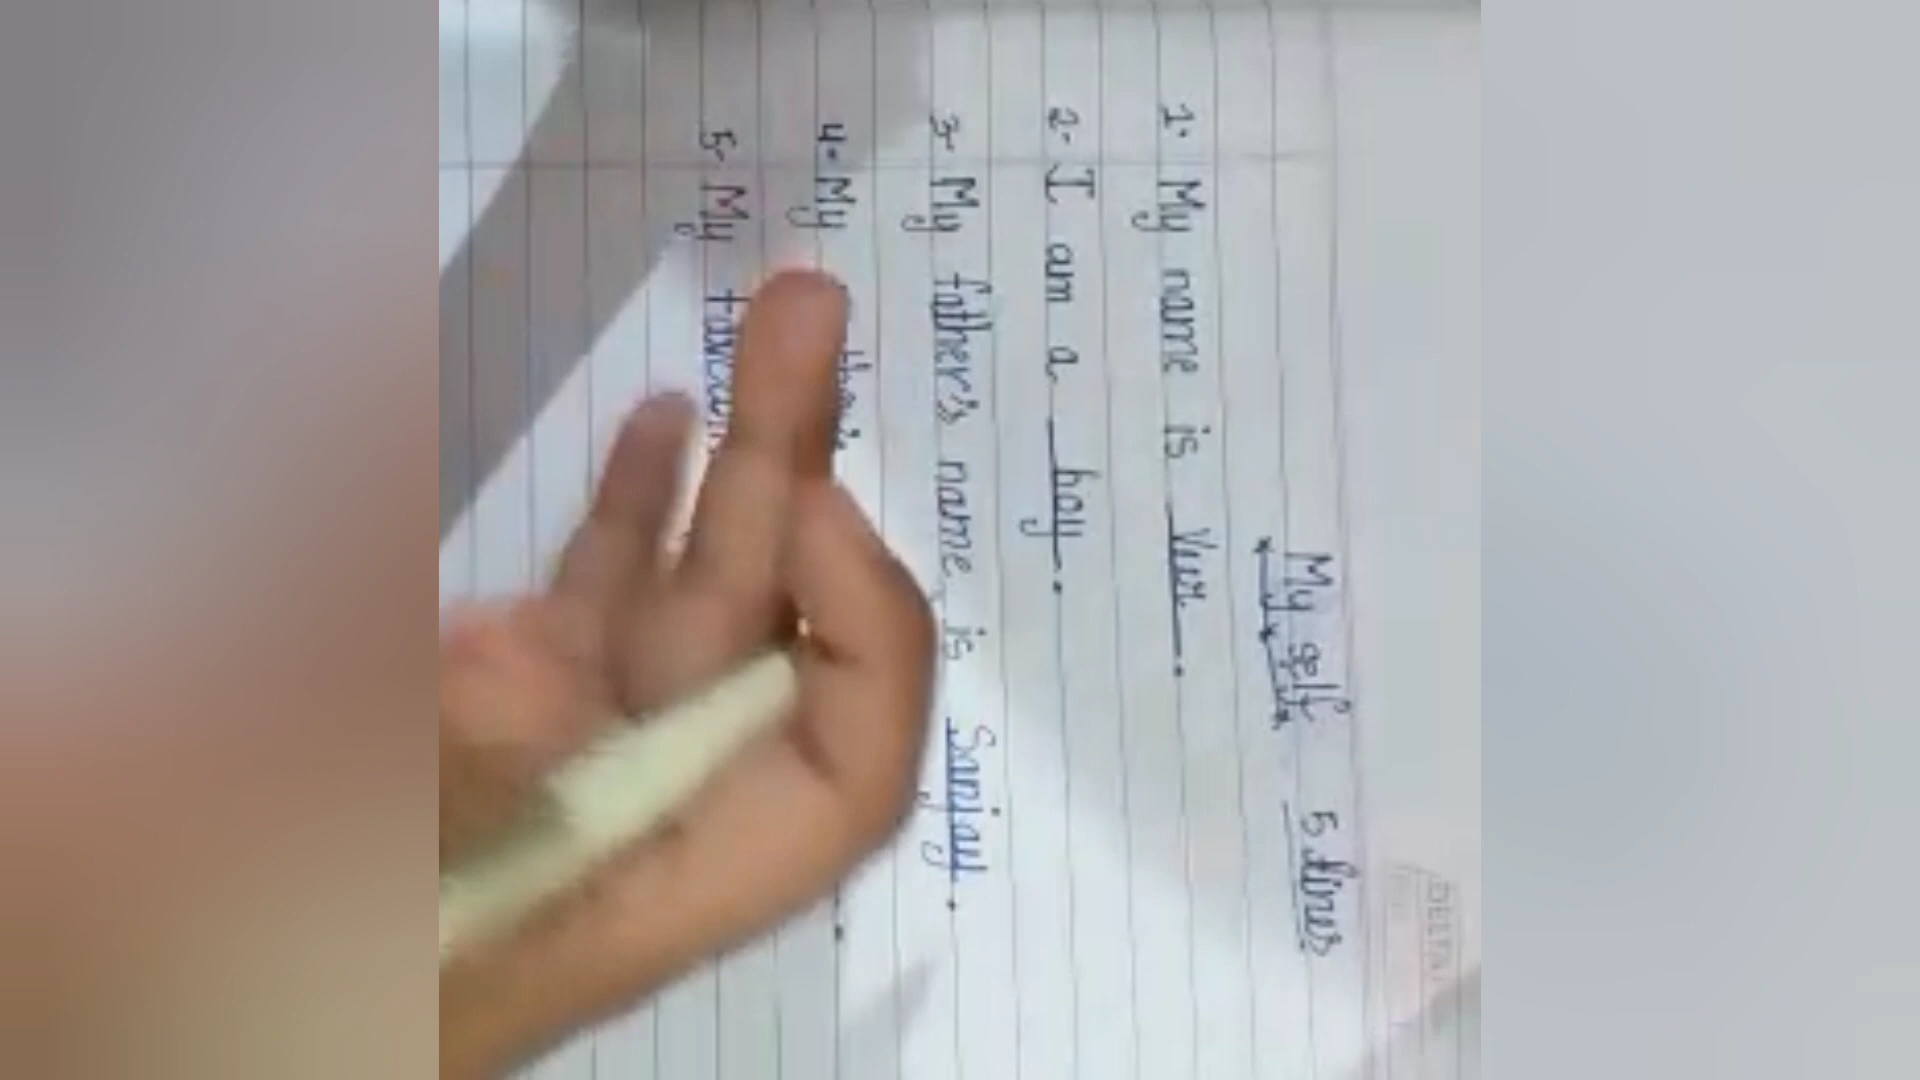 DELTA
My self 5 lines
1. My name is Veer.
2. I am a boy.
3. My father's name is Sanjay.
4. My
5. My